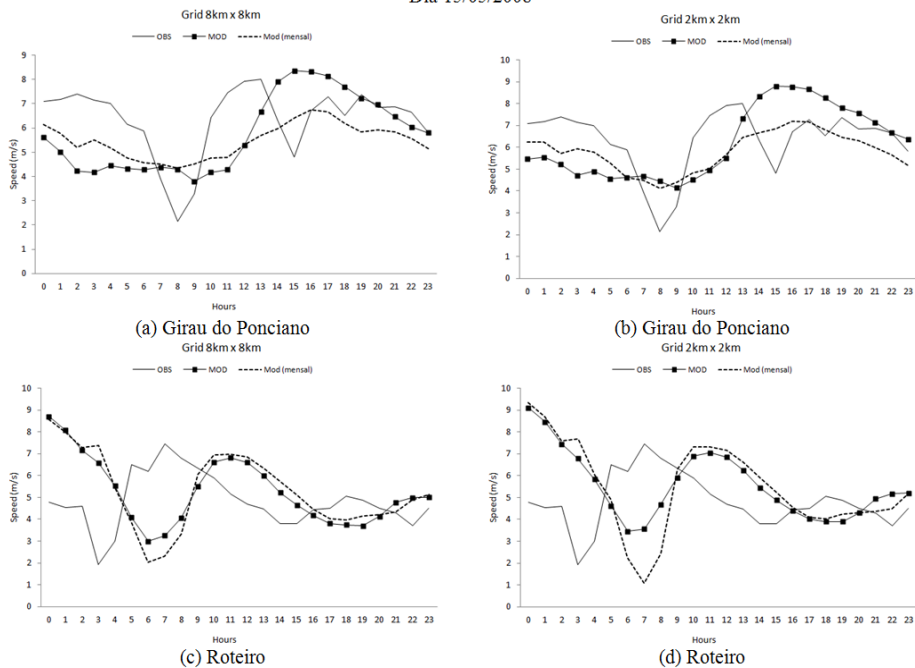 Dia
Grid 8km x 8km
OBS MOD Mod (mensal)
Speed (m/s)
9
8
7
6
5
4
3
2
1
0
0 1 2 3 4 5 6 7 8 9 10 11 12 13 14 15 16 17 18 19 20 21 22 23
Hours
(a) Girau do Ponciano
Grid 2km x 2km
OBS MOD Mod (mensal)
Speed (m/s)
10
9
8
7
6
5
4
3
2
1
0
0 1 2 3 4 5 6 7 8 9 10 11 12 13 14 15 16 17 18 19 20 21 22 23
Hours
(b) Girau do Ponciano
Grid 8km x 8km
OBS MOD Mod (mensal)
Speed (m/s)
10
9
8
7
6
5
4
3
2
1
0
0 1 2 3 4 5 6 7 8 9 10 11 12 13 14 15 16 17 18 19 20 21 22 23
Hours
(c) Roteiro
Grid 2km x 2km
OBS MOD Mod (mensal)
Speed (m/s)
10
9
8
7
6
5
4
3
2
1
0
0 1 2 3 4 5 6 7 8 9 10 11 12 13 14 15 16 17 18 19 20 21 22 23
Hours
(d) Roteiro